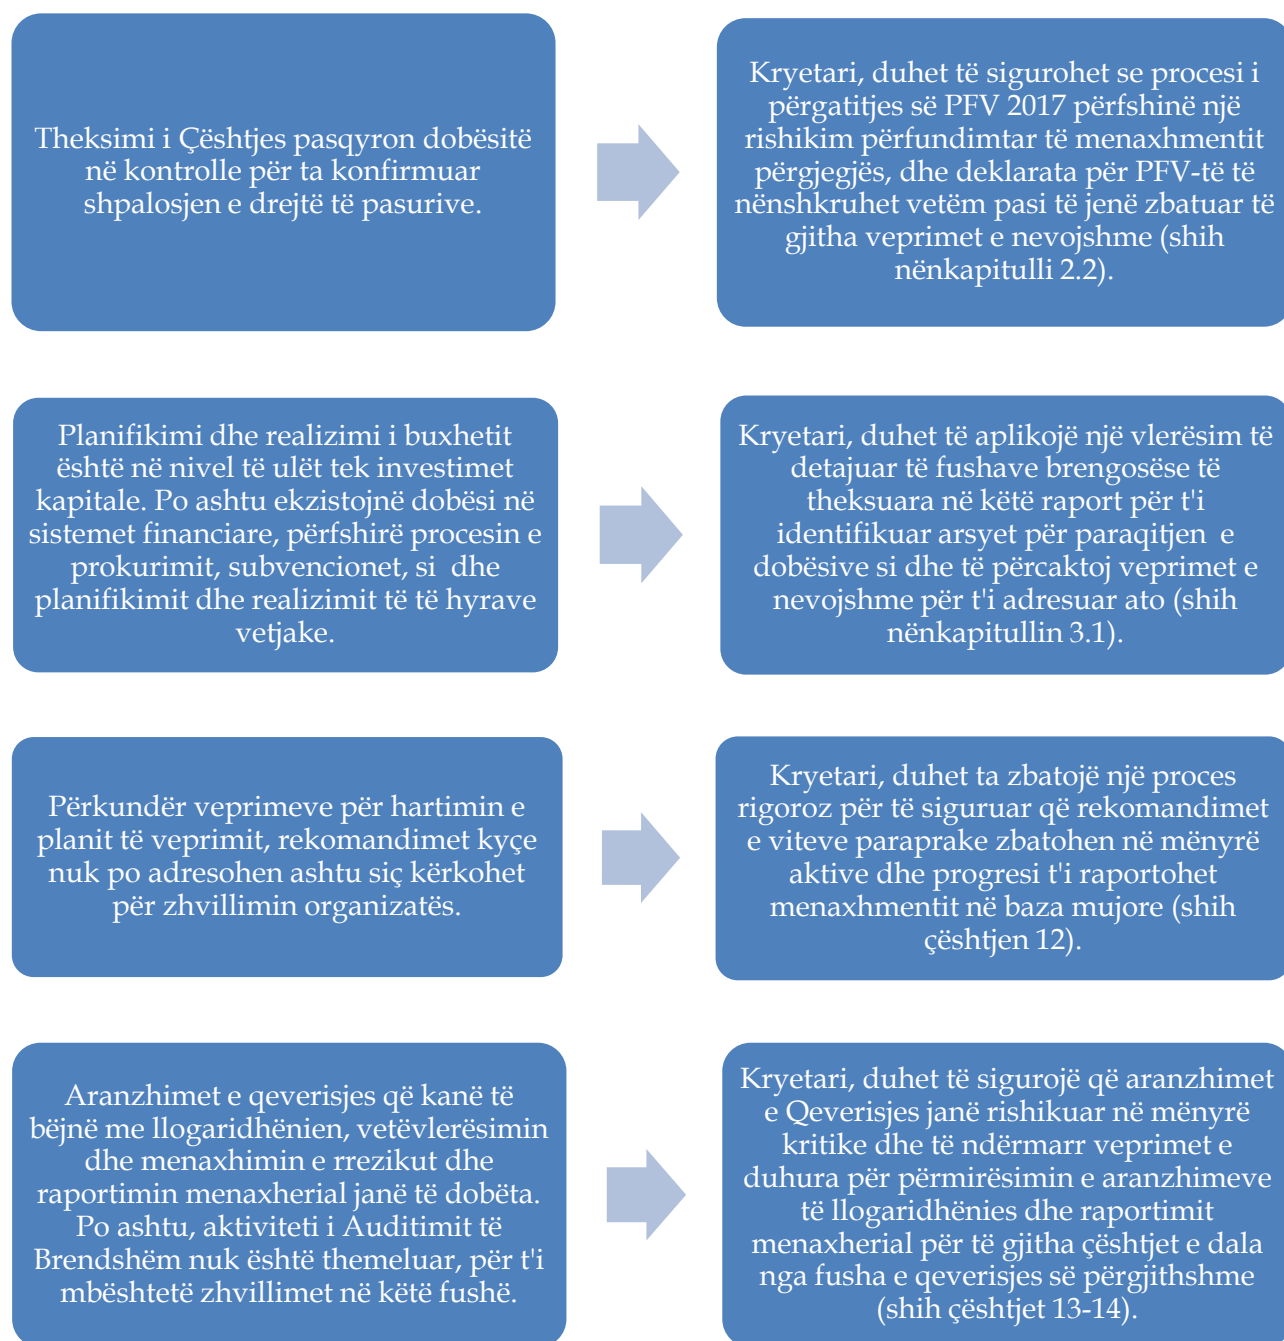 Theksimi i Çështjes pasqyron dobësitë
në kontrolle për ta konfirmuar
shpalosjen e drejtë të pasurive.
Kryetari, duhet të sigurohet se procesi i
përgatitjes së PFV 2017 përfshinë një
rishikim përfundimtar të menaxhmentit
përgjegjës, dhe deklarata për PFV-të të
nënshkruhet vetëm pasi të jenë zbatuar të
gjitha veprimet e nevojshme (shih
nënkapitulli 2.2).
Planifikimi dhe realizimi i buxhetit
është në nivel të ulët tek investimet
kapitale. Po ashtu ekzistojnë dobësi në
sistemet financiare, përfshirë procesin e
prokurimit, subvencionet, si dhe
planifikimit dhe realizimit të të hyrave
vetjake.
Kryetari, duhet të aplikojë një vlerësim të
detajuar të fushave brengosëse të
theksuara në këtë raport për t'i
identifikuar arsyet për paraqitjen e
dobësive si dhe të përcaktoj veprimet e
nevojshme për t'i adresuar ato (shih
nënkapitullin 3.1).
Përkundër veprimeve për hartimin e
planit të veprimit, rekomandimet kyçe
nuk po adresohen ashtu siç kërkohet
për zhvillimin organizatës.
Kryetari, duhet ta zbatojë një proces
rigoroz për të siguruar që rekomandimet
e viteve paraprake zbatohen në mënyrë
aktive dhe progresi t'i raportohet
menaxhmentit në baza mujore (shih
çështjen 12).
Aranzhimet e qeverisjes që kanë të
bëjnë me llogaridhënien, vetëvlerësimin
dhe menaxhimin e rrezikut dhe
raportimin menaxherial janë të dobëta.
Po ashtu, aktiviteti i Auditimit të
Brendshëm nuk është themeluar, për t'i
mbështetë zhvillimet në këtë fushë.
Kryetari, duhet të sigurojë që aranzhimet
e Qeverisjes janë rishikuar në mënyrë
kritike dhe të ndërmarr veprimet e
duhura për përmirësimin e aranzhimeve
të llogaridhënies dhe raportimit
menaxherial për të gjitha çështjet e dala
nga fusha e qeverisjes së përgjithshme
(shih çështjet 13-14).